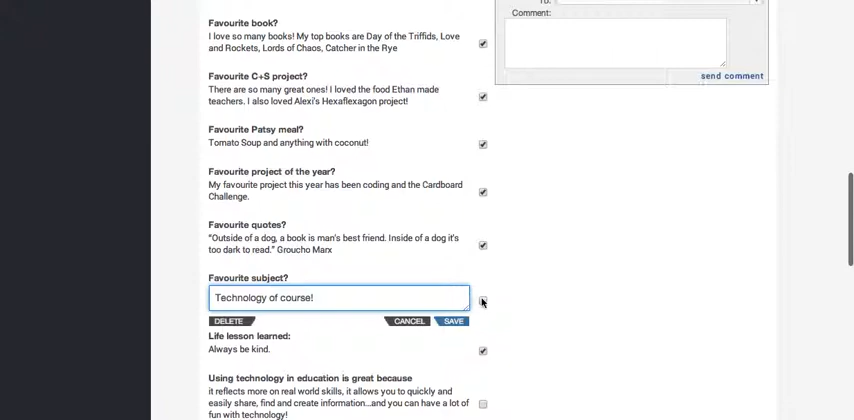 To:
Comment:
send comment
Favourite book?
I love so many books! My top books are Day of the Triffids, Love
and Rockets, Lords of Chaos, Catcher in the Rye
Favourite C+S project?
There are so many great ones! I loved the food Ethan made
teachers. I also loved Alexi's Hexaflexagon project!
Favourite Patsy meal?
Tomato Soup and anything with coconut!
Favourite project of the year?
My favourite project this year has been coding and the Cardboard
Challenge.
Favourite quotes?
“Outside of a dog, a book is man's best friend. Inside of a dog it's
too dark to read.” Groucho Marx
Favourite subject?
Technology of course!
DELETE CANCEL SAVE
Life lesson learned:
Always be kind.
Using technology in education is great because
it reflects more on real world skills, it allows you to quickly and
easily share, find and create information...and you can have a lot of
fun with technology!